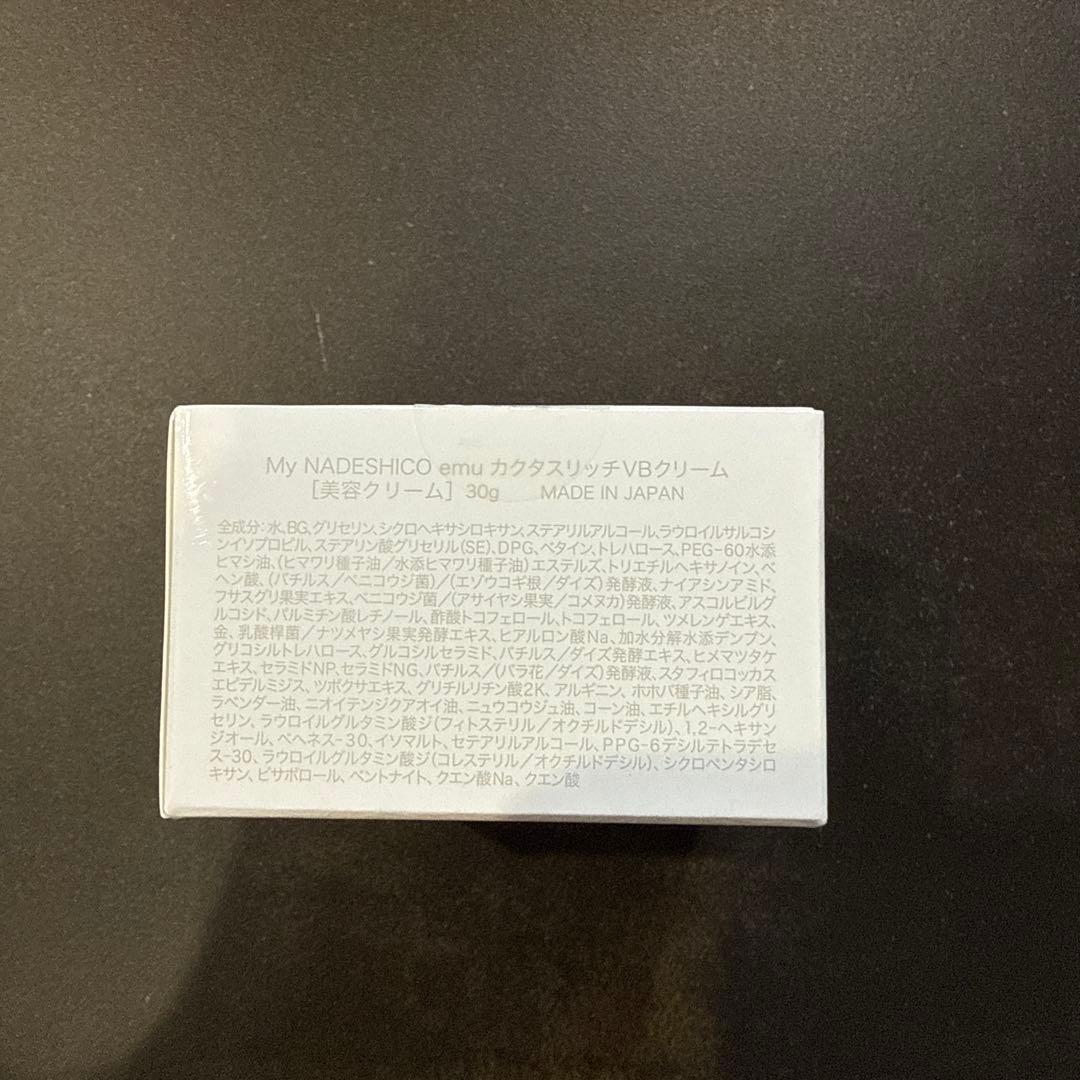 My NADESHICO emu カクタスリッチVBクリーム
［美容クリーム］30g MADE IN JAPAN
全成分：水、BG、グリセリン、シクロヘキサシロキサン、ステアリルアルコール、ラウロイルサルコシ
ンイソプロピル、ステアリン酸グリセリル(SE)、DPG、ベタイン、トレハロース、PEG-60水添
ヒマシ油、(ヒマワリ種子油／水添ヒマワリ種子油)エステルズ、トリエチルヘキサノイン、ベ
ヘン酸、(バチルス／ベニコウジ菌)／(エゾウコギ根／ダイズ)発酵液、ナイアシンアミド、
フサスグリ果実エキス、ベニコウジ菌／(アサイヤシ果実／コメヌカ)発酵液、アスコルビルグ
ルコシド、パルミチン酸レチノール、酢酸トコフェロール、トコフェロール、ツメレンゲエキス、
金、乳酸桿菌／ナツメヤシ果実発酵エキス、ヒアルロン酸Na、加水分解水添デンプン、
グリコシルトレハロース、グルコシルセラミド、バチルス／ダイズ発酵エキス、ヒメマツタケ
エキス、セラミドNP、セラミドNG、バチルス／(バラ花／ダイズ)発酵液、スタフィロコッカス
エピデルミジス、ツボクサエキス、グリチルリチン酸2K、アルギニン、ホホバ種子油、シア脂、
ラベンダー油、ニオイテンジクアオイ油、ニュウコウジュ油、コーン油、エチルヘキシルグリ
セリン、ラウロイルグルタミン酸ジ(フィトステリル／オクチルドデシル)、1,2-ヘキサン
ジオール、ベヘネス-30、イソマルト、セテアリルアルコール、PPG-6デシルテトラデセ
ス-30、ラウロイルグルタミン酸ジ(コレステリル／オクチルドデシル)、シクロペンタシロ
キサン、ビサボロール、ベントナイト、クエン酸Na、クエン酸